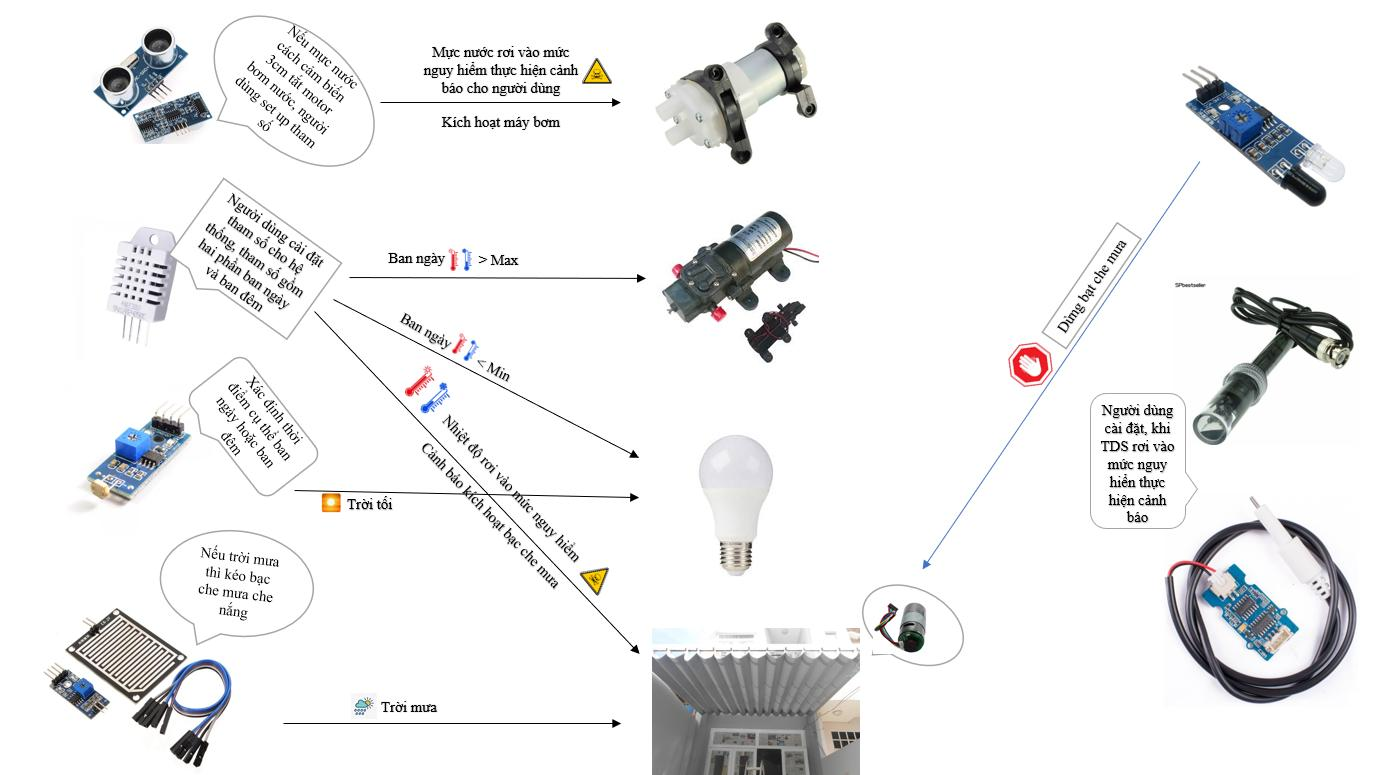 Nếu mực nước
cách cảm biến
3cm tắt motor
bơm nước, người
dùng set up tham
số
Mực nước rơi vào mức
nguy hiểm thực hiện cảnh
báo cho người dùng
Kích hoạt máy bơm
Người dùng cài đặt
tham số cho hệ
thống, tham số gồm
hai phần ban ngày
và ban đêm
Ban ngày > Max
Ban ngày < Min
Nhiệt độ rơi vào mức nguy hiểm
Cảnh báo kích hoạt bạc che mưa
Xác định thời
điểm cụ thể ban
ngày hoặc ban
đêm
Trời tối
Nếu trời mưa
thì kéo bạc
che mưa che
nắng
Trời mưa
Dừng bạt che mưa
SPbestseller
Người dùng
cài đặt, khi
TDS rơi vào
mức nguy
hiển thực
hiện cảnh
báo